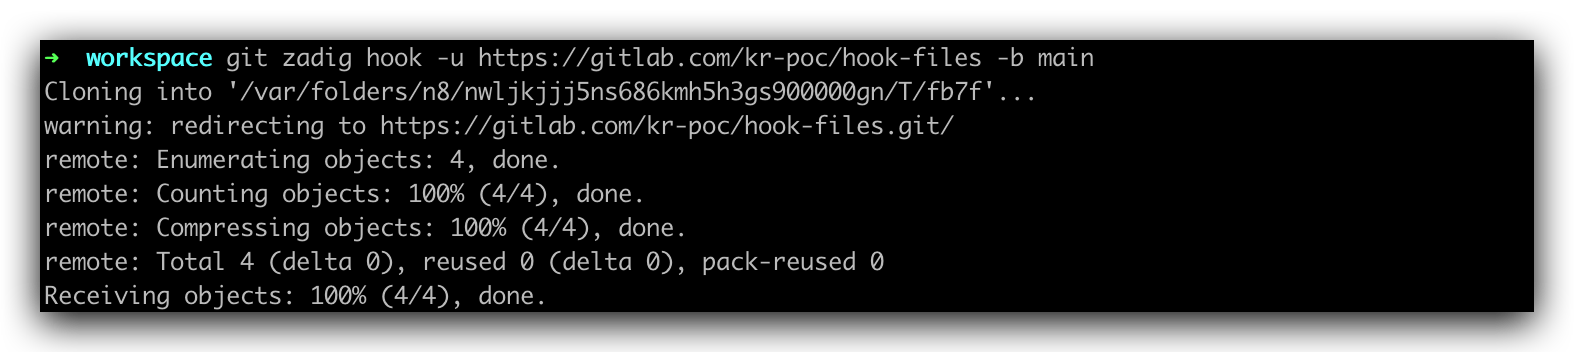 ➜  workspace git zadig hook -u https://gitlab.com/kr-poc/hook-files -b main
Cloning into '/var/folders/n8/nwljkjjj5ns686kmh5h3gs900000gn/T/fb7f'...
warning: redirecting to https://gitlab.com/kr-poc/hook-files.git/
remote: Enumerating objects: 4, done.
remote: Counting objects: 100% (4/4), done.
remote: Compressing objects: 100% (4/4), done.
remote: Total 4 (delta 0), reused 0 (delta 0), pack-reused 0
Receiving objects: 100% (4/4), done.